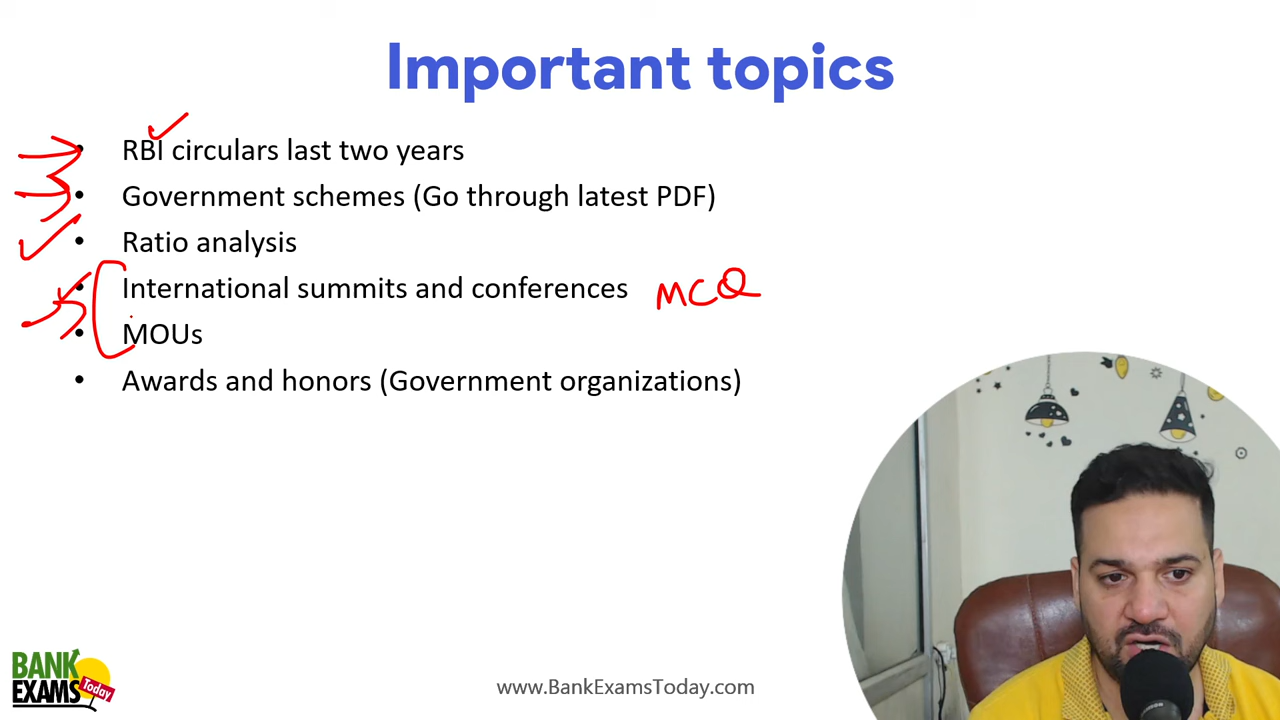 Important topics
• RBI circulars last two years
• Government schemes (Go through latest PDF)
• Ratio analysis
• International summits and conferences MCQ
• MOUs
• Awards and honors (Government organizations)
BANK
EXAMS Today
www.BankExamsToday.com